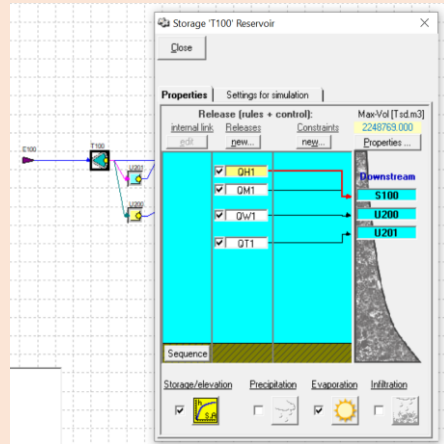 Storage 'T100' Reservoir
Close
Properties
Settings for simulation
Release (rules + control):
Max-Vol [Tsd.m3]
internal link
Releases
Constraints
2248769.000
edit
new...
new...
Properties ...
Downstream
QH1
S100
QM1
QW1
U200
QT1
U201
Sequence
Storage/elevation
Precipitation
Evaporation
Infiltration
h
S,A
T100
U201
U200